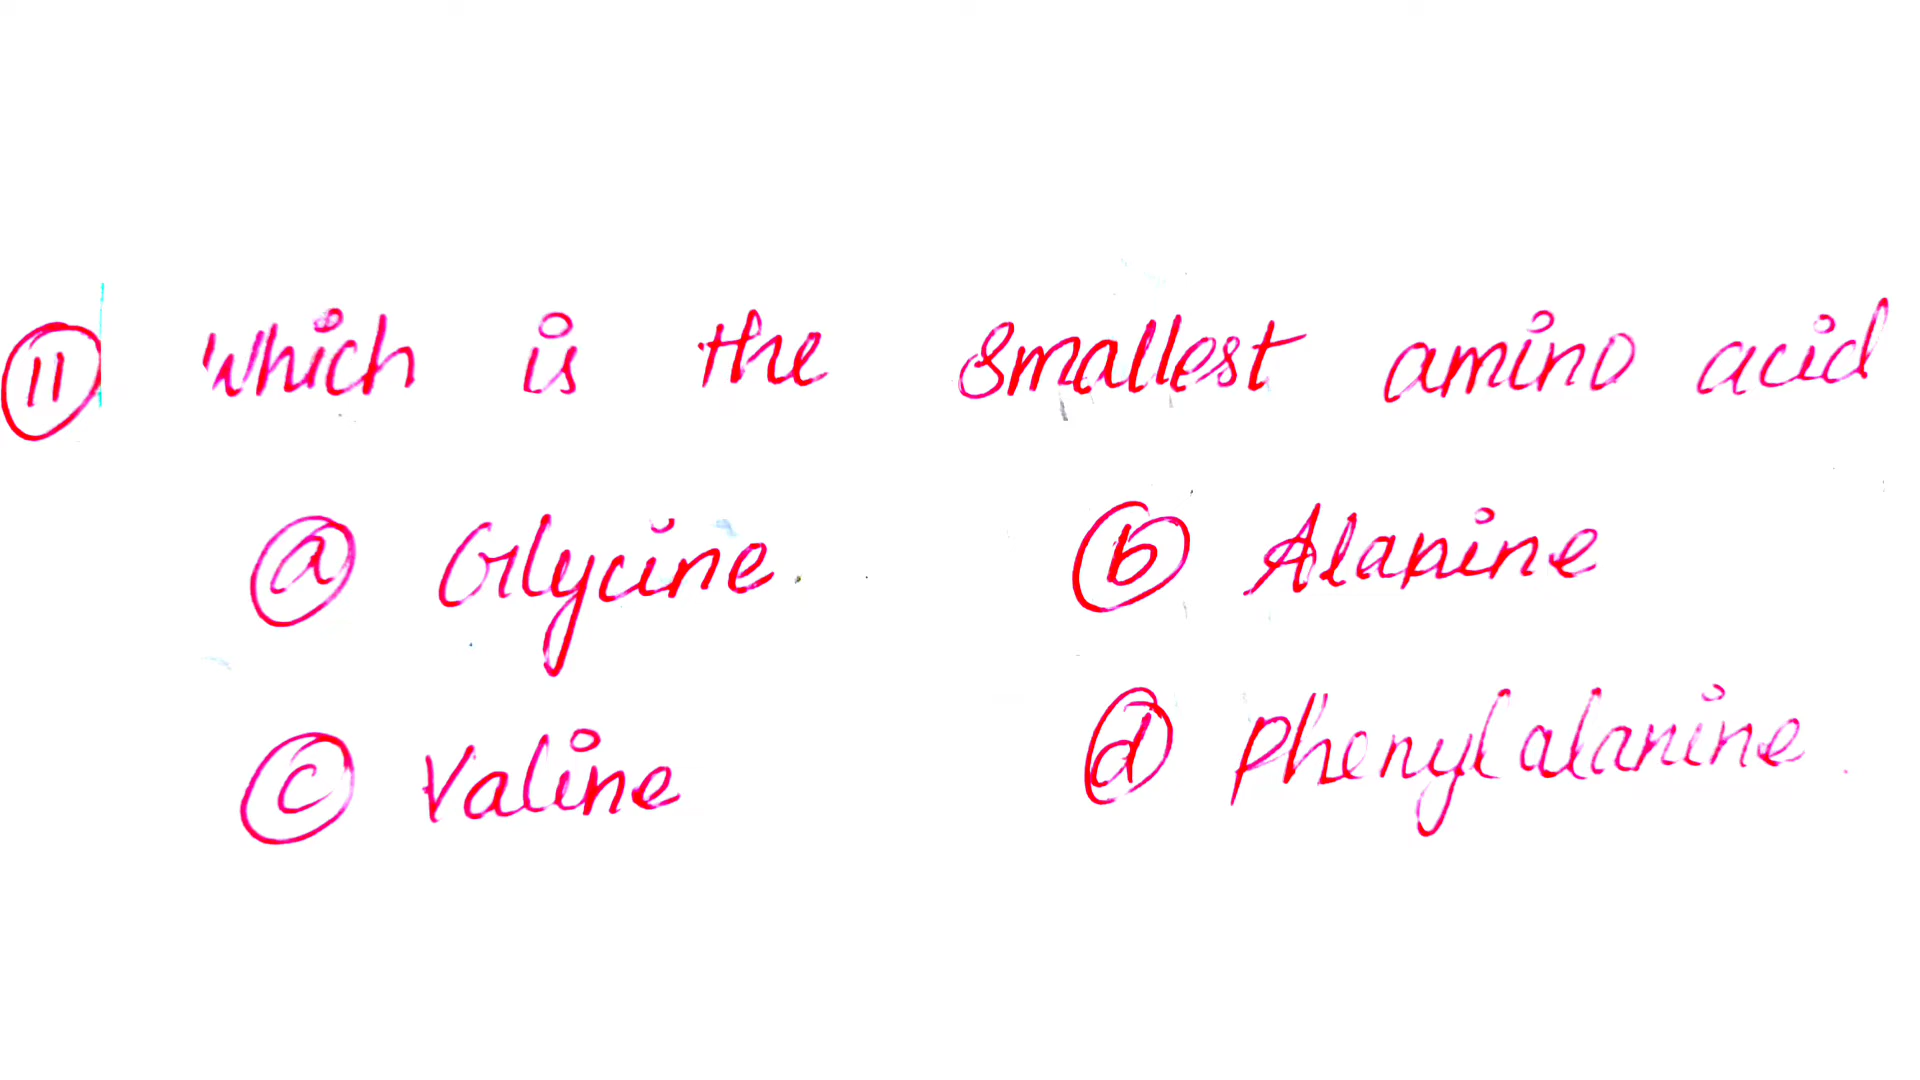 11 Which is the smallest amino acid
a Glycine. b Alanine
c Valine d Phenylalanine.